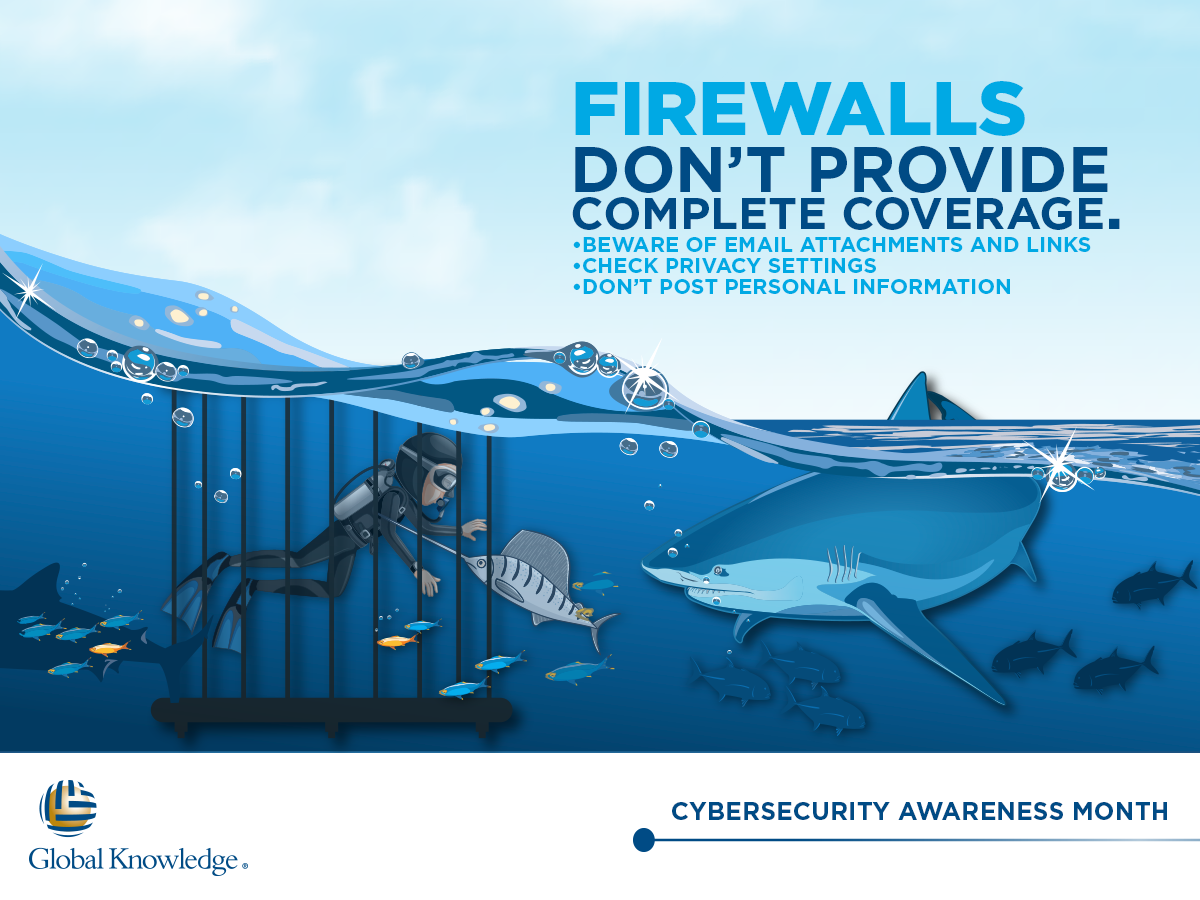 FIREWALLS
DON'T PROVIDE
COMPLETE COVERAGE.
•BEWARE OF EMAIL ATTACHMENTS AND LINKS
•CHECK PRIVACY SETTINGS
•DON'T POST PERSONAL INFORMATION
CYBERSECURITY AWARENESS MONTH
Global Knowledge®